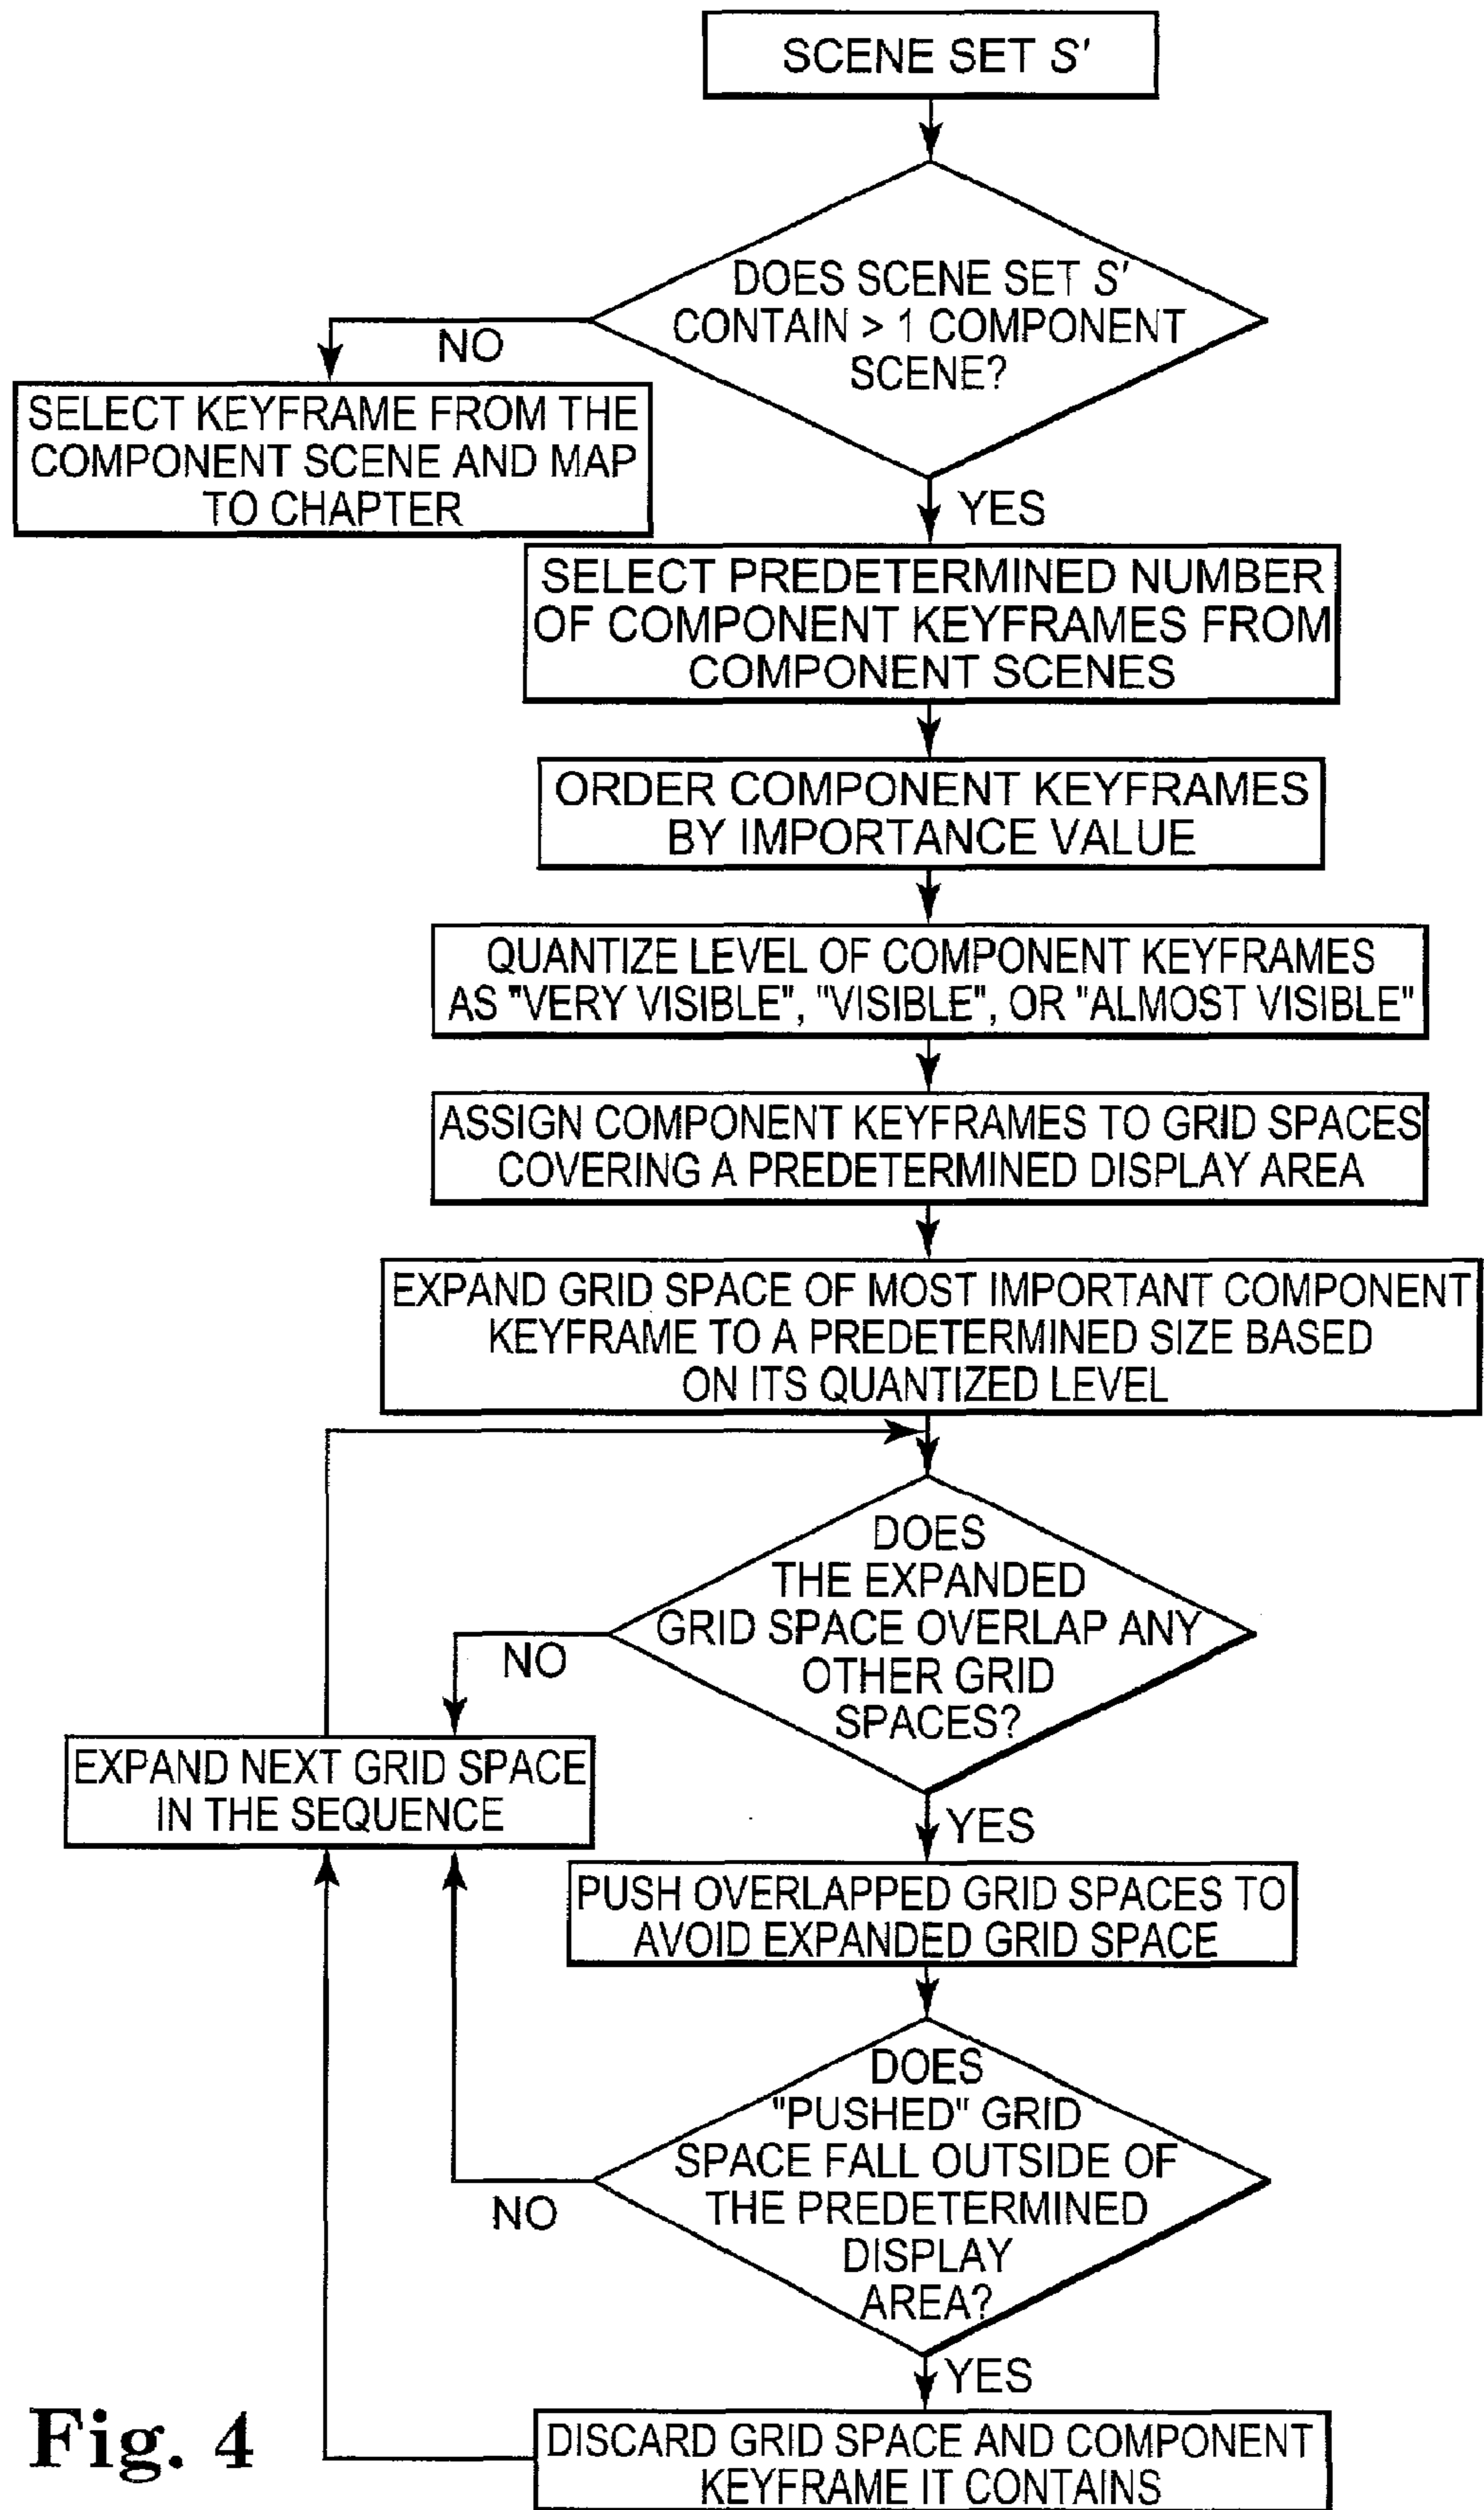 SCENE SET S'
DOES SCENE SET S'
CONTAIN > 1 COMPONENT
SCENE?
NO
SELECT KEYFRAME FROM THE
COMPONENT SCENE AND MAP
TO CHAPTER
YES
SELECT PREDETERMINED NUMBER
OF COMPONENT KEYFRAMES FROM
COMPONENT SCENES
ORDER COMPONENT KEYFRAMES
BY IMPORTANCE VALUE
QUANTIZE LEVEL OF COMPONENT KEYFRAMES
AS "VERY VISIBLE", "VISIBLE", OR "ALMOST VISIBLE"
ASSIGN COMPONENT KEYFRAMES TO GRID SPACES
COVERING A PREDETERMINED DISPLAY AREA
EXPAND GRID SPACE OF MOST IMPORTANT COMPONENT
KEYFRAME TO A PREDETERMINED SIZE BASED
ON ITS QUANTIZED LEVEL
DOES
THE EXPANDED
GRID SPACE OVERLAP ANY
OTHER GRID
SPACES?
NO
EXPAND NEXT GRID SPACE
IN THE SEQUENCE
YES
PUSH OVERLAPPED GRID SPACES TO
AVOID EXPANDED GRID SPACE
DOES
"PUSHED" GRID
SPACE FALL OUTSIDE OF
THE PREDETERMINED
DISPLAY
AREA?
NO
YES
DISCARD GRID SPACE AND COMPONENT
KEYFRAME IT CONTAINS
Fig. 4